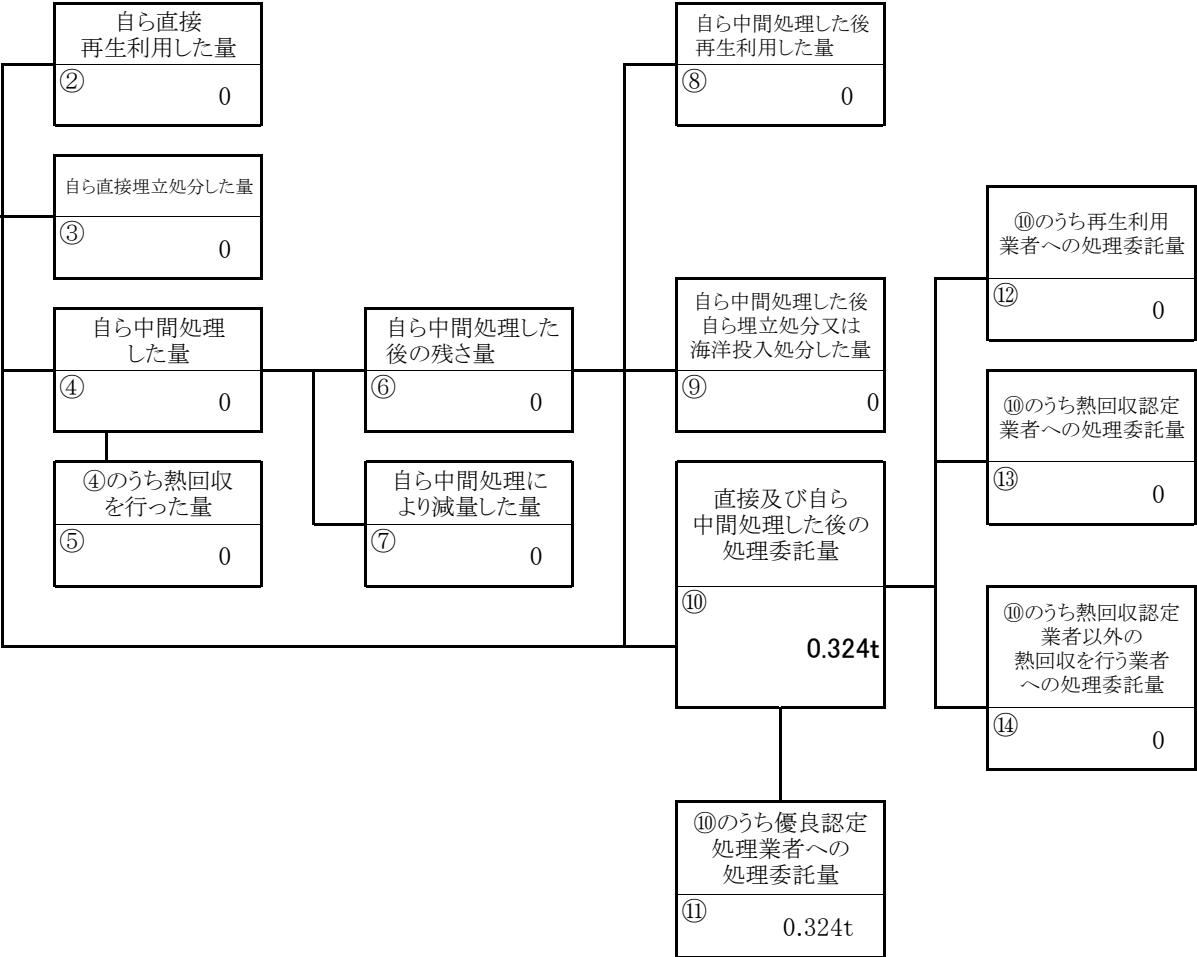 自ら直接
再生利用した量
②
0
自ら中間処理した後
再生利用した量
⑧
0
自ら直接埋立処分した量
③
0
⑩のうち再生利用
業者への処理委託量
⑫
0
自ら中間処理
した量
④
0
自ら中間処理した
後の残さ量
⑥
0
自ら中間処理した後
自ら埋立処分又は
海洋投入処分した量
⑨
0
⑩のうち熱回収認定
業者への処理委託量
⑬
0
④のうち熱回収
を行った量
⑤
0
自ら中間処理に
より減量した量
⑦
0
直接及び自ら
中間処理した後の
処理委託量
⑩
0.324t
⑩のうち熱回収認定
業者以外の
熱回収を行う業者
への処理委託量
⑭
0
⑩のうち優良認定
処理業者への
処理委託量
⑪
0.324t